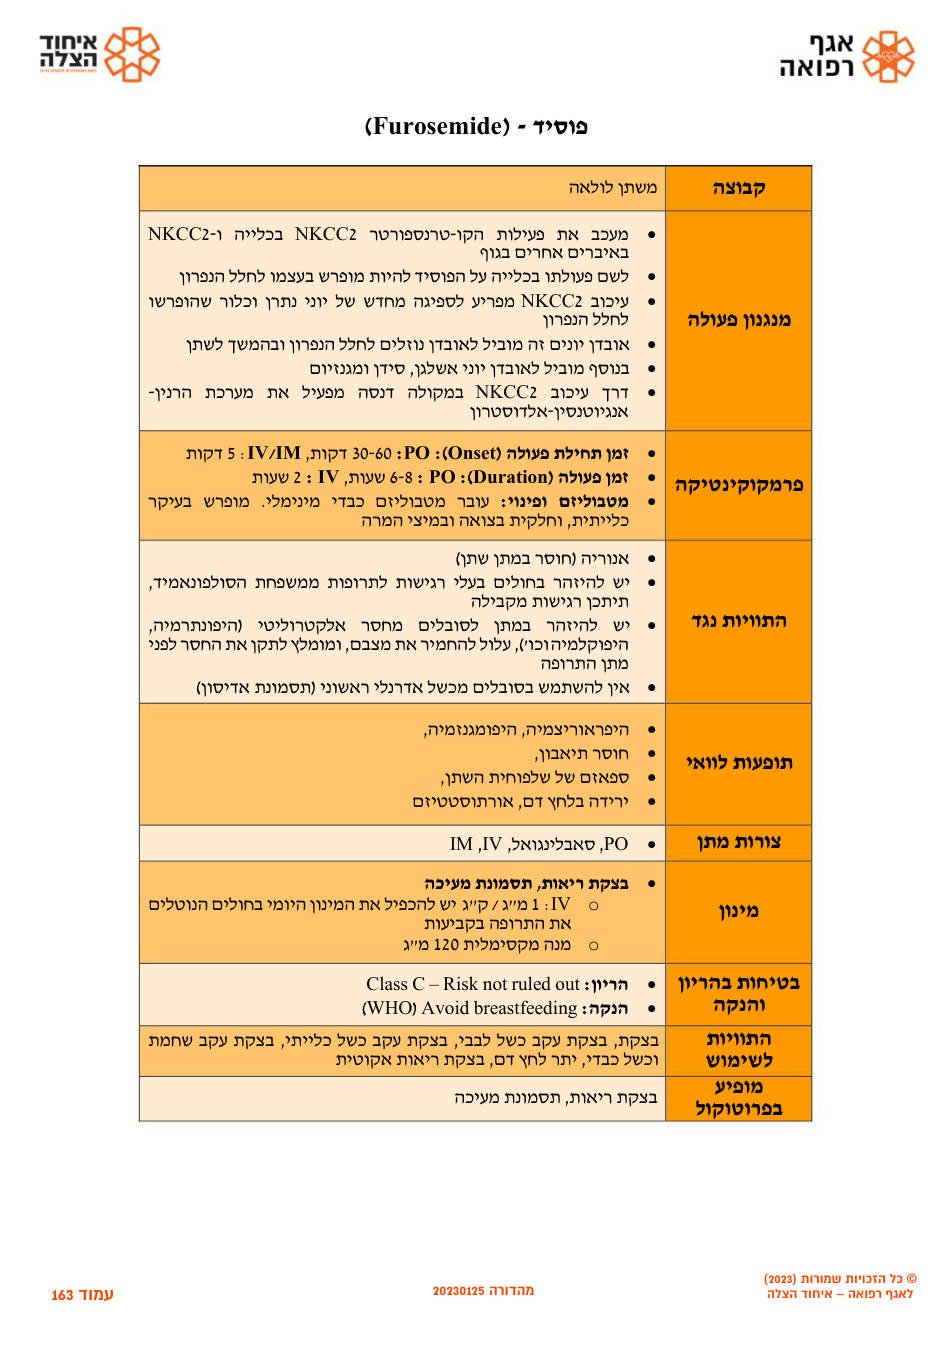 איחוד
הצלה
אגף
רפואה
פוסיד - (Furosemide)
קבוצה
משתן לולאה
מנגנון פעולה
• מעכב את פעילות הקו-טרנספורטר NKCC2 בכלייה ו-NKCC2
באיברים אחרים בגוף
• לשם פעולתו בכלייה על הפוסיד להיות מופרש בעצמו לחלל הנפרון
• עיכוב NKCC2 מפריע לספיגה מחדש של יוני נתרן וכלור שהופרשו
לחלל הנפרון
• אובדן יונים זה מוביל לאובדן נוזלים לחלל הנפרון ובהמשך לשתן
• בנוסף מוביל לאובדן יוני אשלגן, סידן ומגנזיום
• דרך עיכוב NKCC2 במקולה דנסה מפעיל את מערכת הרנין-
אנגיוטנסין-אלדוסטרון
פרמקוקינטיקה
• זמן תחילת פעולה (Onset): PO: 30-60 דקות, IV/IM: 5 דקות
• זמן פעולה (Duration): PO : 6-8 שעות, IV : 2 שעות
• מטבוליזם ופינוי: עובר מטבוליזם כבדי מינימלי. מופרש בעיקר
כלייתית, וחלקית בצואה ובמיצי המרה
התוויות נגד
• אנוריה (חוסר במתן שתן)
• יש להיזהר בחולים בעלי רגישות לתרופות ממשפחת הסולפונאמיד,
תיתכן רגישות מקבילה
• יש להיזהר במתן לסובלים מחסר אלקטרוליטי (היפונתרמיה,
היפוקלמיה וכו'), עלול להחמיר את מצבם, ומומלץ לתקן את החסר לפני
מתן התרופה
• אין להשתמש בסובלים מכשל אדרנלי ראשוני (תסמונת אדיסון)
תופעות לוואי
• היפראוריצמיה, היפומגנזמיה,
• חוסר תיאבון,
• ספאזם של שלפוחית השתן,
• ירידה בלחץ דם, אורתוסטטיזם
צורות מתן
• PO, סאבלינגואל, IV, IM
מינון
• בצקת ריאות, תסמונת מעיכה
o IV: 1 מ"ג / ק"ג יש להכפיל את המינון היומי בחולים הנוטלים
את התרופה בקביעות
o מנה מקסימלית 120 מ"ג
בטיחות בהריון
והנקה
• הריון: Class C – Risk not ruled out
• הנקה: Avoid breastfeeding (WHO)
התוויות
לשימוש
בצקת, בצקת עקב כשל לבבי, בצקת עקב כשל כלייתי, בצקת עקב שחמת
וכשל כבדי, יתר לחץ דם, בצקת ריאות אקוטית
מופיע
בפרוטוקול
בצקת ריאות, תסמונת מעיכה
© כל הזכויות שמורות (2023)
לאגף רפואה – איחוד הצלה
מהדורה 20230125
עמוד 163